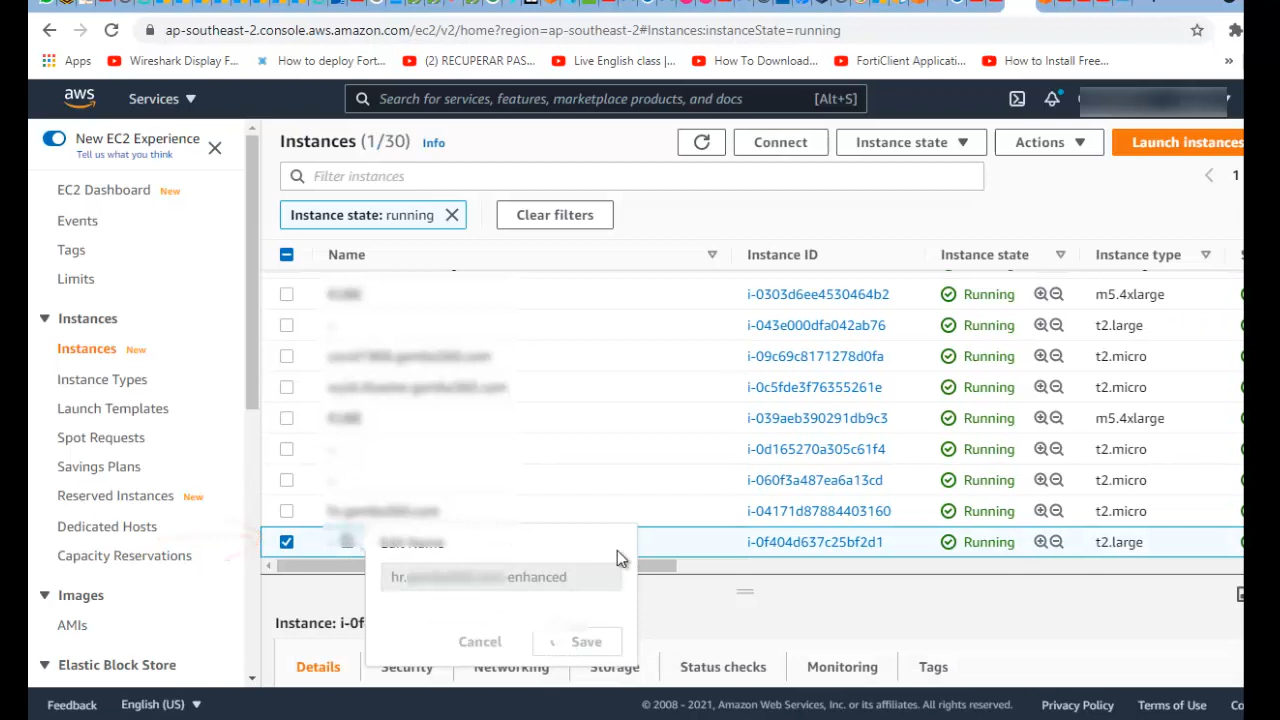 ap-southeast-2.console.aws.amazon.com/ec2/v2/home?region=ap-southeast-2#Instances:instanceState=running
Apps Wireshark Display F... How to deploy Fort... (2) RECUPERAR PAS... Live English class |... How To Download... FortiClient Applicati... How to Install Free... »
aws Services Search for services, features, marketplace products, and docs [Alt+S]
New EC2 Experience
Tell us what you think
EC2 Dashboard New
Events
Tags
Limits
Instances
Instances New
Instance Types
Launch Templates
Spot Requests
Savings Plans
Reserved Instances New
Dedicated Hosts
Capacity Reservations
Images
AMIs
Elastic Block Store
Instances (1/30) Info Connect Instance state Actions Launch instances
Filter instances 1
Instance state: running Clear filters
Name Instance ID Instance state Instance type
i-0303d6ee4530464b2 Running m5.4xlarge
i-043e000dfa042ab76 Running t2.large
i-09c69c8171278d0fa Running t2.micro
i-0c5fde3f76355261e Running t2.micro
i-039aeb390291db9c3 Running m5.4xlarge
i-0d165270a305c61f4 Running t2.micro
i-060f3a487ea6a13cd Running t2.micro
i-04171d87884403160 Running t2.micro
i-0f404d637c25bf2d1 Running t2.large
Edit Name
hr. enhanced
Cancel Save
Instance: i-0f
Details Security Networking Storage Status checks Monitoring Tags
Feedback English (US) © 2008 - 2021, Amazon Web Services, Inc. or its affiliates. All rights reserved. Privacy Policy Terms of Use Co